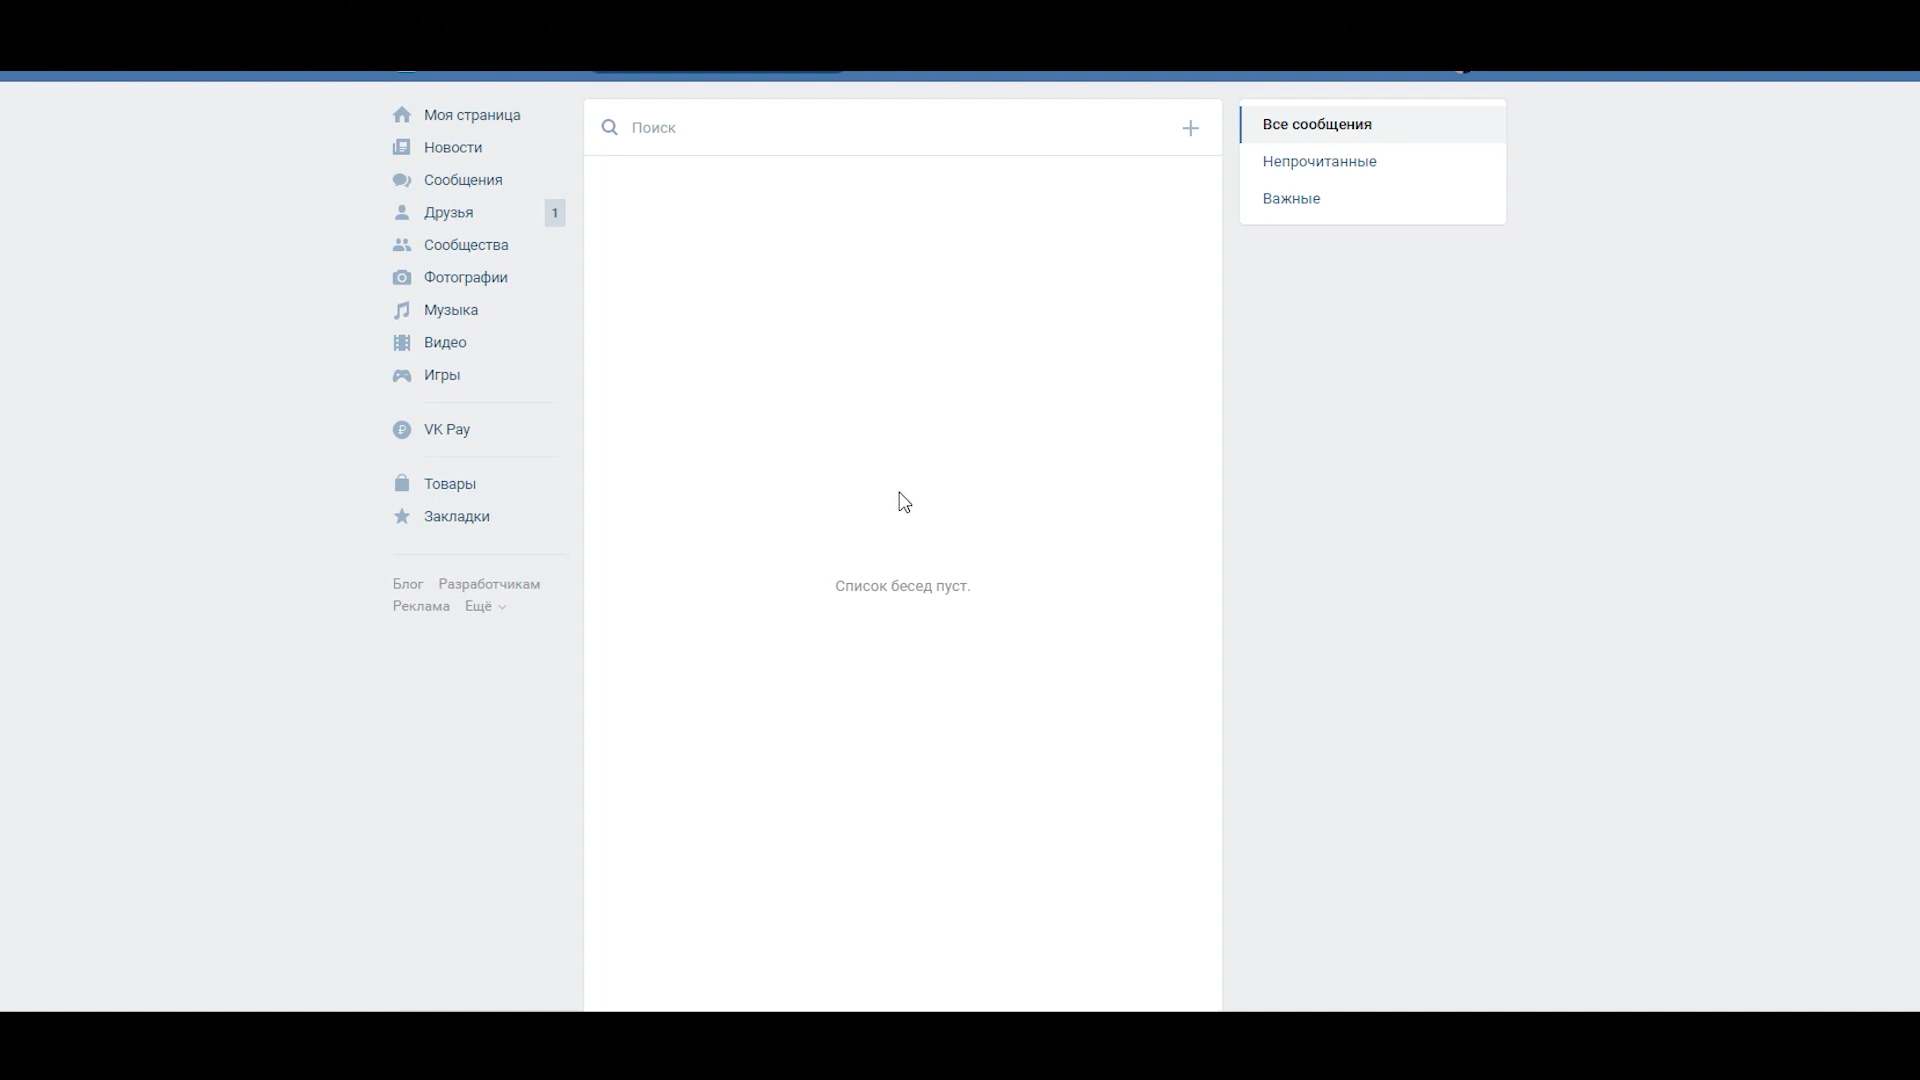 Моя страница
Новости
Сообщения
Друзья 1
Сообщества
Фотографии
Музыка
Видео
Игры
VK Pay
Товары
Закладки
Блог Разработчикам
Реклама Ещё
Поиск
Список бесед пуст.
Все сообщения
Непрочитанные
Важные